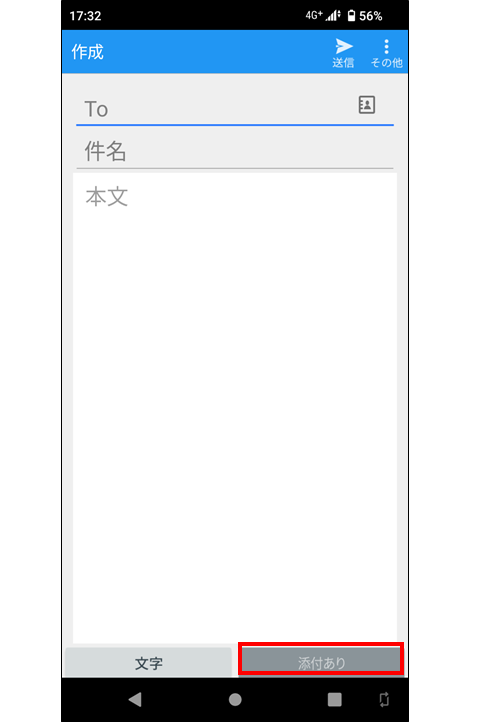 17:32 4G+ 56%
作成
送信 その他
To
件名
本文
文字 添付あり